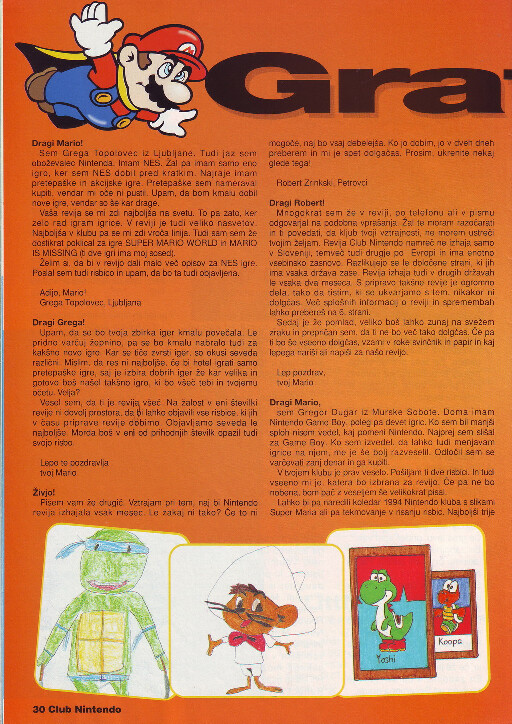 Gra
Dragi Mario!
Sem Grega Topolovec iz Ljubljane. Tudi jaz sem
oboževalec Nintenda. Imam NES. Žal pa imam samo eno
igro, ker sem NES dobil pred kratkim. Najraje imam
pretepaške in akcijske igre. Pretepaške sem nameraval
kupiti, vendar mi oče ni pustil. Upam, da bom kmalu dobil
nove igre, vendar so še kar drage.
Vaša revija se mi zdi najboljša na svetu. To pa zato, ker
zelo rad igram igrice. V reviji je tudi veliko nasvetov.
Najboljša v klubu pa se mi zdi vroča linija. Tudi sam sem že
dostikrat poklical za igre SUPER MARIO WORLD in MARIO
IS MISSING (ti dve igri ima moj sosed).
Želim si, da bi v revijo dali malo več opisov za NES igre.
Poslal sem tudi risbico in upam, da bo ta tudi objavljena.
Adijo, Mario!
Grega Topolovec, Ljubljana
Dragi Grega!
Upam, da se bo tvoja zbirka iger kmalu povečala. Le
pridno varčuj žepnino, pa se bo kmalu nabralo tudi za
kakšno novo igro. Kar se tiče zvrsti iger, so okusi seveda
različni. Mislim, da res ni najboljše, če bi hotel igrati samo
pretepaške igre, saj je izbira dobrih iger že kar velika in
gotovo boš našel takšno igro, ki bo všeč tebi in tvojemu
očetu. Velja?
Vesel sem, da ti je revija všeč. Na žalost v eni številki
revije ni dovolj prostora, da bi lahko objavili vse risbice, ki jih
v času priprave revije dobimo. Objavljamo seveda le
najboljše. Morda boš v eni od prihodnjih številk opazil tudi
svojo risbo.
Lepo te pozdravlja
tvoj Mario
Živjo!
Pišem vam že drugič. Vztrajam pri tem, naj bi Nintendo
revija izhajala vsak mesec. Le zakaj ni tako? Če to ni
mogoče, naj bo vsaj debelejša. Ko jo dobim, jo v dveh dneh
preberem in mi je spet dolgčas. Prosim, ukrenite nekaj
glede tega!
Robert Zrinkski, Petrovci
Dragi Robert!
Mnogokrat sem že v reviji, po telefonu ali v pismu
odgovarjal na podobna vprašanja. Žal te moram razočarati
in ti povedati, da kljub tvoji vztrajnosti, ne morem ustreči
tvojim željam. Revija Club Nintendo namreč ne izhaja samo
v Sloveniji, temveč tudi drugje po Evropi in ima enotno
vsebinsko zasnovo. Razlikujejo se le določene strani, ki jih
ima vsaka država zase. Revija izhaja tudi v drugih državah
le vsaka dva meseca. S pripravo takšne revije je ogromno
dela, tako da tistim, ki se ukvarjamo s tem, nikakor ni
dolgčas. Več splošnih informacij o reviji in spremembah
lahko prebereš na 6. strani.
Sedaj je že pomlad, veliko boš lahko zunaj na svežem
zraku in prepričan sem, da ti ne bo več tako dolgčas. Če pa
ti bo še vseeno dolgčas, vzami v roke svinčnik in papir in kaj
lepega nariši ali napiši za našo revijo.
Lep pozdrav,
tvoj Mario
Dragi Mario,
sem Gregor Dugar iz Murske Sobote. Doma imam
Nintendo Game Boy, poleg pa devet igric. Ko sem bil manjši
sploh nisem vedel, kaj pomeni Nintendo. Najprej sem slišal
za Game Boy. Ko sem izvedel, da lahko tudi menjavam
igrice na njem, me je še bolj razveselil. Odločil sem se
varčevati zanj denar in ga kupiti.
V tvojem klubu je prav veselo. Pošiljam ti dve risbici. In tudi
vseeno mi je, katera bo izbrana za revijo. Če pa ne bo
nobena, bom pač z veseljem še velikokrat pisal.
Lahko bi pa naredili koledar 1994 Nintendo kluba s slikami
Super Maria ali pa tekmovanje v risanju risbic. Najboljši trije
Yoshi
Koopa
30 Club Nintendo